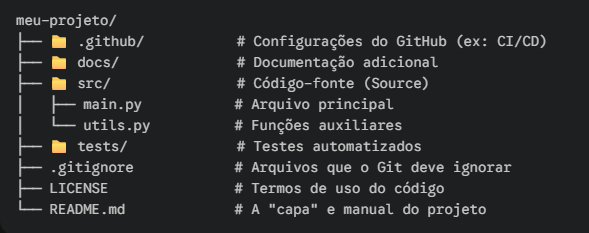 meu-projeto/
├── 📁 .github/ # Configurações do GitHub (ex: CI/CD)
├── 📁 docs/ # Documentação adicional
├── 📁 src/ # Código-fonte (Source)
│   ├── main.py # Arquivo principal
│   └── utils.py # Funções auxiliares
├── 📁 tests/ # Testes automatizados
├── .gitignore # Arquivos que o Git deve ignorar
├── LICENSE # Termos de uso do código
└── README.md # A "capa" e manual do projeto